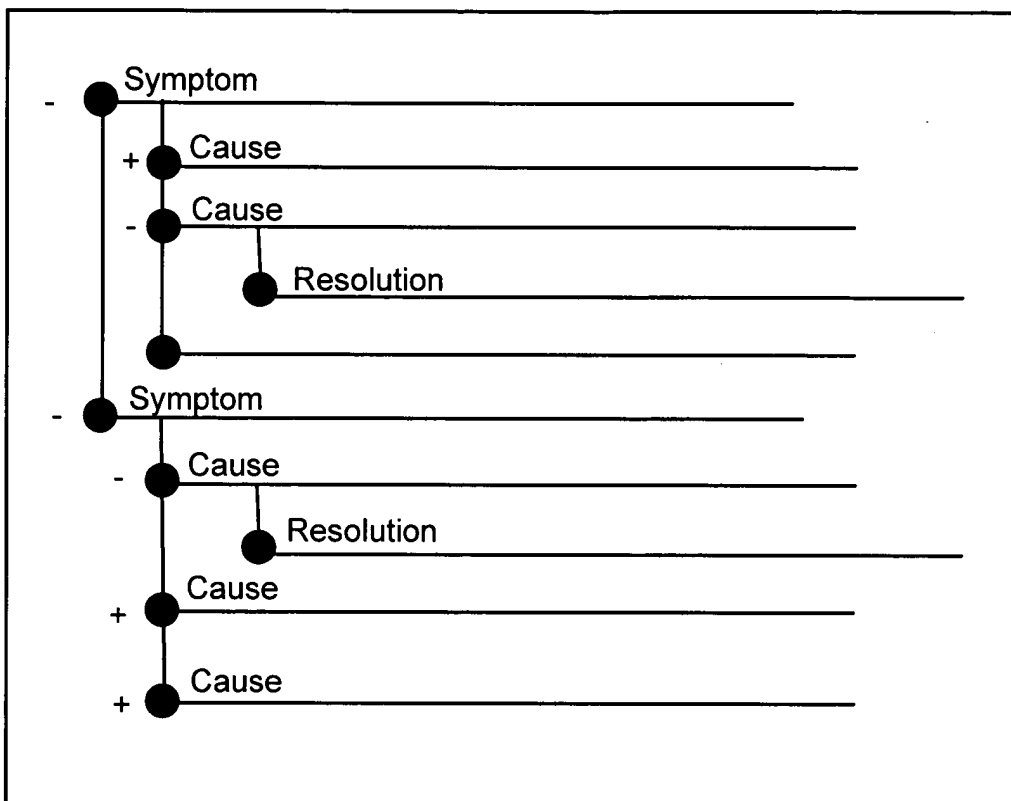 - Symptom
+ Cause
- Cause
Resolution
- Symptom
- Cause
Resolution
+ Cause
+ Cause